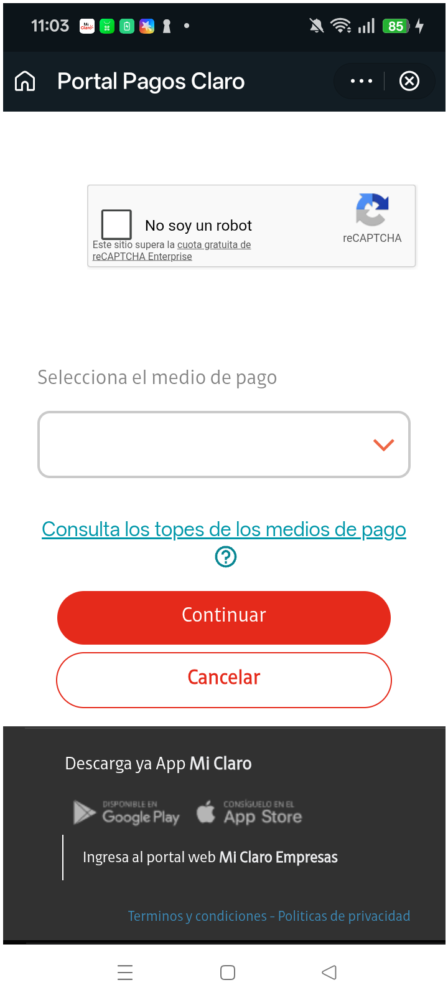 11:03
Mi
Claro
85
Portal Pagos Claro
No soy un robot
Este sitio supera la cuota gratuita de
reCAPTCHA Enterprise
reCAPTCHA
Selecciona el medio de pago
Consulta los topes de los medios de pago
?
Continuar
Cancelar
Descarga ya App Mi Claro
DISPONIBLE EN
Google Play
CONSÍGUELO EN EL
App Store
Ingresa al portal web Mi Claro Empresas
Terminos y condiciones - Politicas de privacidad